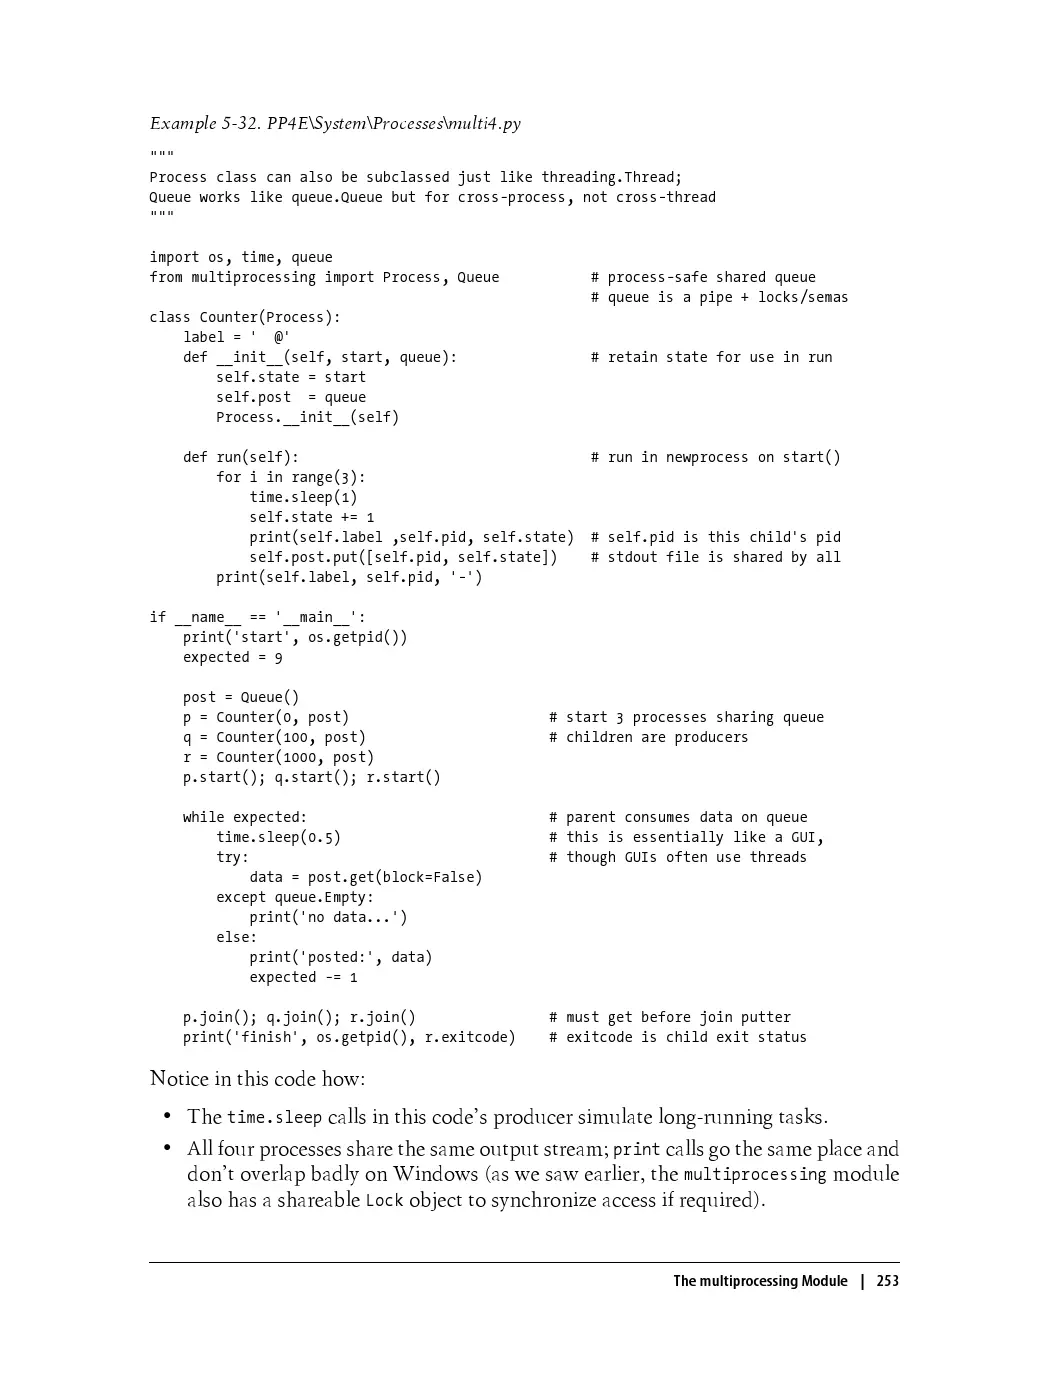 Example 5-32. PP4E\System\Processes\multi4.py
"""
Process class can also be subclassed just like threading.Thread;
Queue works like queue.Queue but for cross-process, not cross-thread
"""
import os, time, queue
from multiprocessing import Process, Queue           # process-safe shared queue
                                                     # queue is a pipe + locks/semas
class Counter(Process):
    label = '  @'
    def __init__(self, start, queue):                # retain state for use in run
        self.state = start
        self.post  = queue
        Process.__init__(self)
    def run(self):                                   # run in newprocess on start()
        for i in range(3):
            time.sleep(1)
            self.state += 1
            print(self.label ,self.pid, self.state)  # self.pid is this child's pid
            self.post.put([self.pid, self.state])    # stdout file is shared by all
        print(self.label, self.pid, '-')
if __name__ == '__main__':
    print('start', os.getpid())
    expected = 9
    post = Queue()
    p = Counter(0, post)                        # start 3 processes sharing queue
    q = Counter(100, post)                      # children are producers
    r = Counter(1000, post)
    p.start(); q.start(); r.start()
    while expected:                             # parent consumes data on queue
        time.sleep(0.5)                         # this is essentially like a GUI,
        try:                                    # though GUIs often use threads
            data = post.get(block=False)
        except queue.Empty:
            print('no data...')
        else:
            print('posted:', data)
            expected -= 1
    p.join(); q.join(); r.join()                # must get before join putter
    print('finish', os.getpid(), r.exitcode)    # exitcode is child exit status
Notice in this code how:
• The time.sleep calls in this code’s producer simulate long-running tasks.
• All four processes share the same output stream; print calls go the same place and
don’t overlap badly on Windows (as we saw earlier, the multiprocessing module
also has a shareable Lock object to synchronize access if required).
The multiprocessing Module | 253